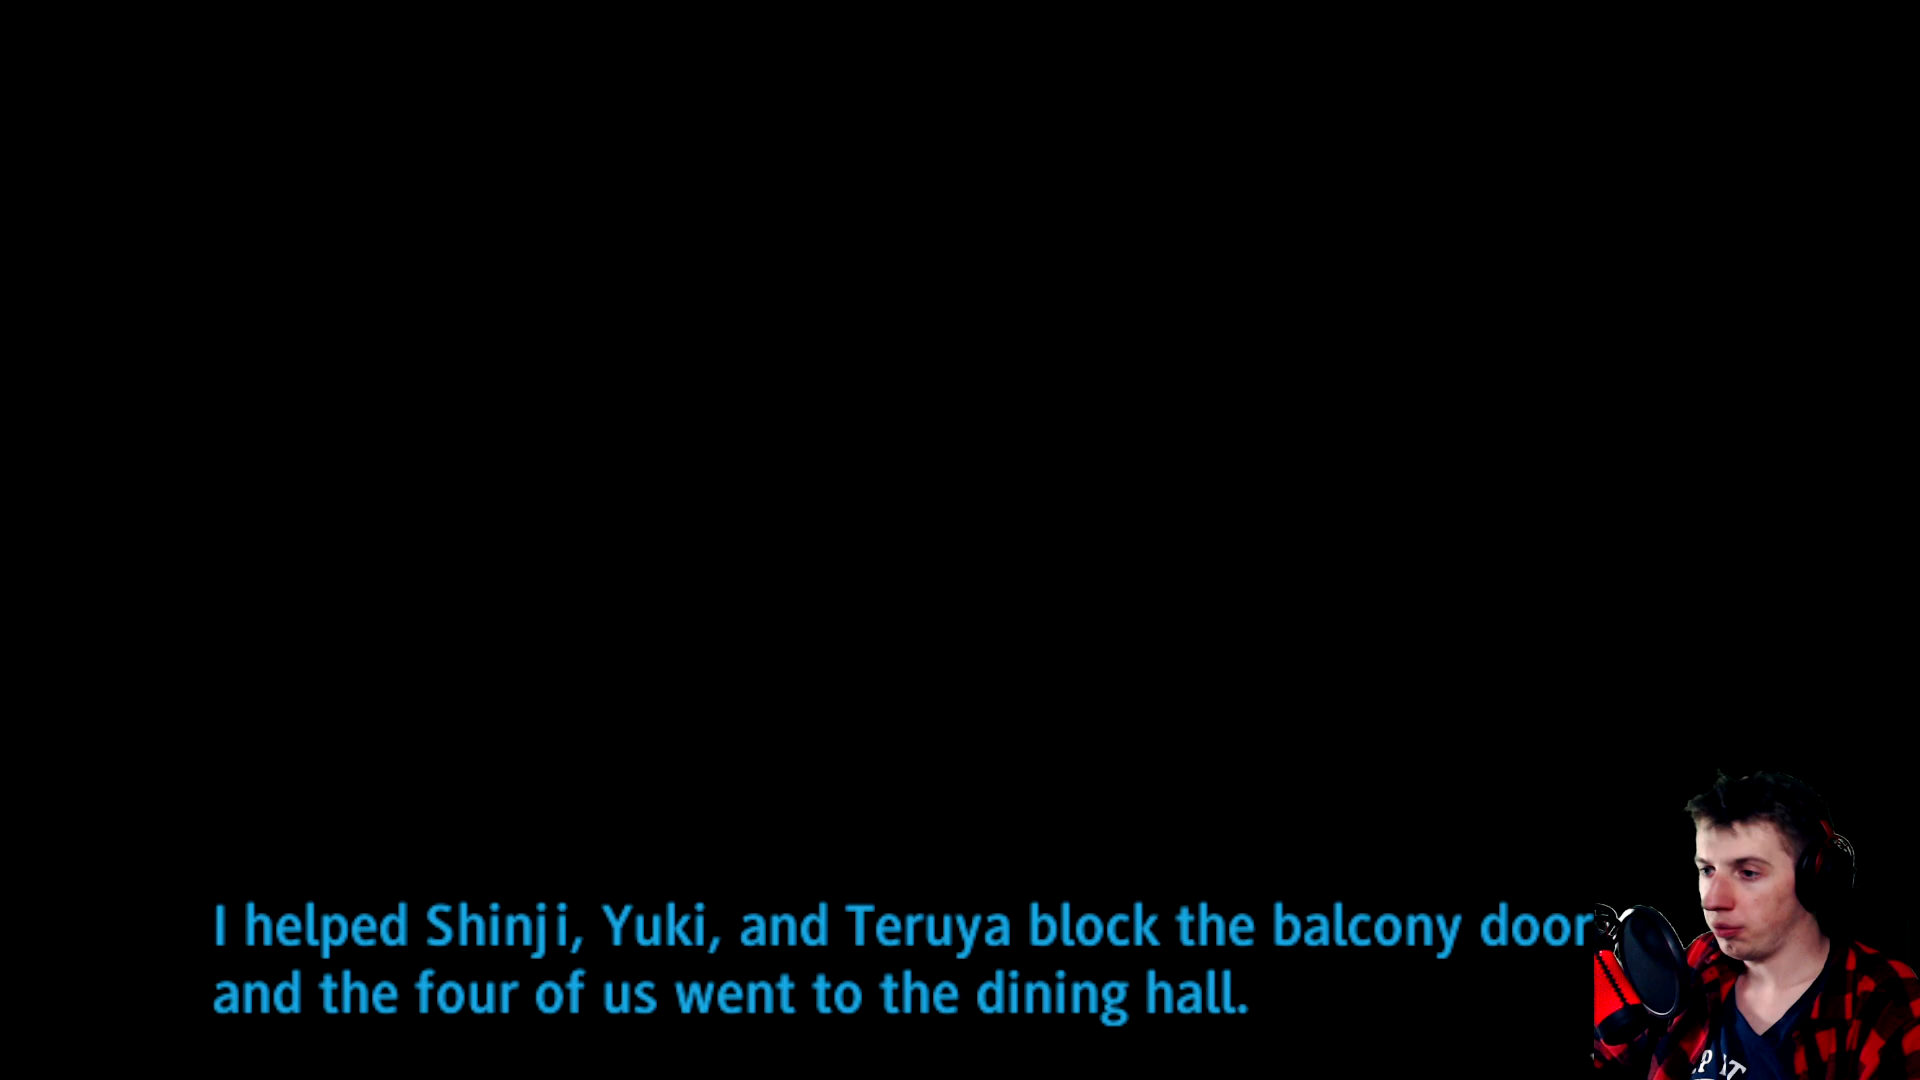 I helped Shinji, Yuki, and Teruya block the balcony door
and the four of us went to the dining hall.